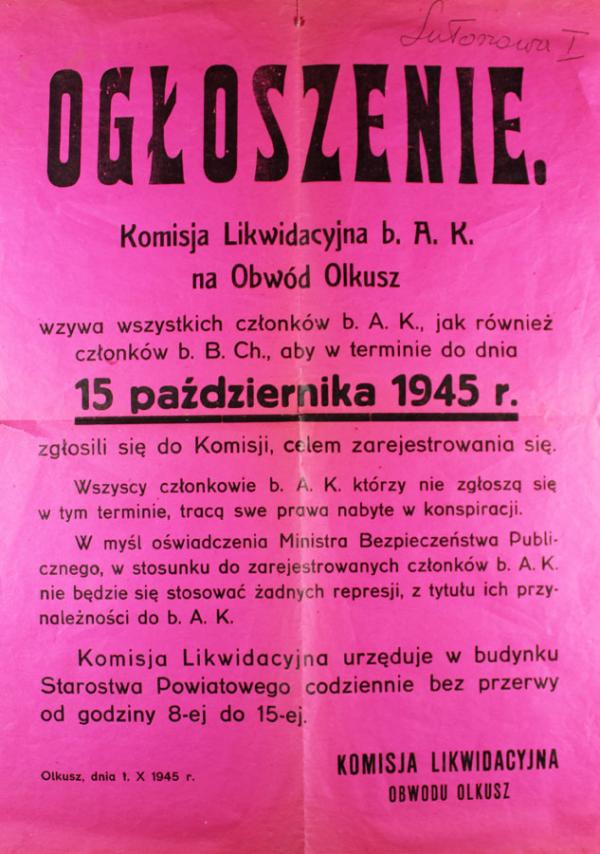 OGŁOSZENIE.
Komisja Likwidacyjna b. A. K.
na Obwód Olkusz
wzywa wszystkich członków b. A. K., jak również
członków b. B. Ch., aby w terminie do dnia
15 października 1945 r.
zgłosili się do Komisji, celem zarejestrowania się.
Wszyscy członkowie b. A. K. którzy nie zgłoszą się
w tym terminie, tracą swe prawa nabyte w konspiracji.
W myśl oświadczenia Ministra Bezpieczeństwa Publi-
cznego, w stosunku do zarejestrowanych członków b. A. K.
nie będzie się stosować żadnych represji, z tytułu ich przy-
należności do b. A. K.
Komisja Likwidacyjna urzęduje w budynku
Starostwa Powiatowego codziennie bez przerwy
od godziny 8-ej do 15-ej.
Olkusz, dnia 1. X 1945 r.
KOMISJA LIKWIDACYJNA
OBWODU OLKUSZ